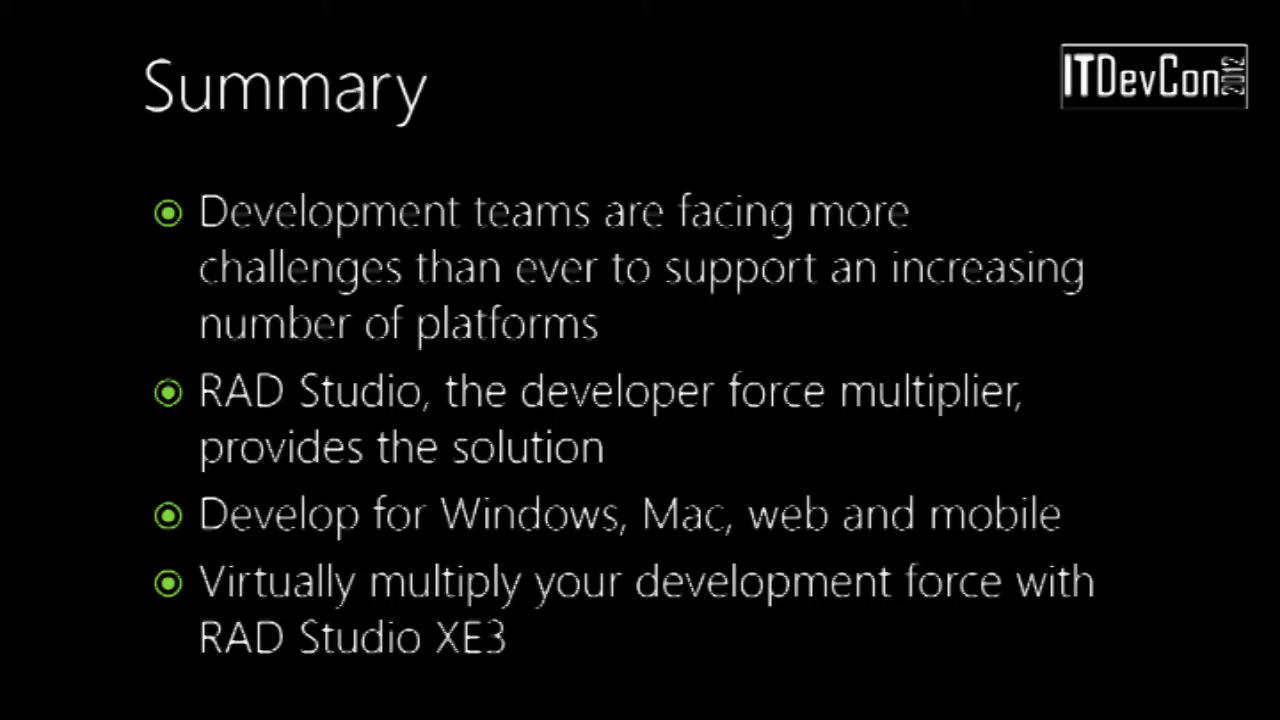 Summary
ITDevCon 2012
Development teams are facing more
challenges than ever to support an increasing
number of platforms
RAD Studio, the developer force multiplier,
provides the solution
Develop for Windows, Mac, web and mobile
Virtually multiply your development force with
RAD Studio XE3